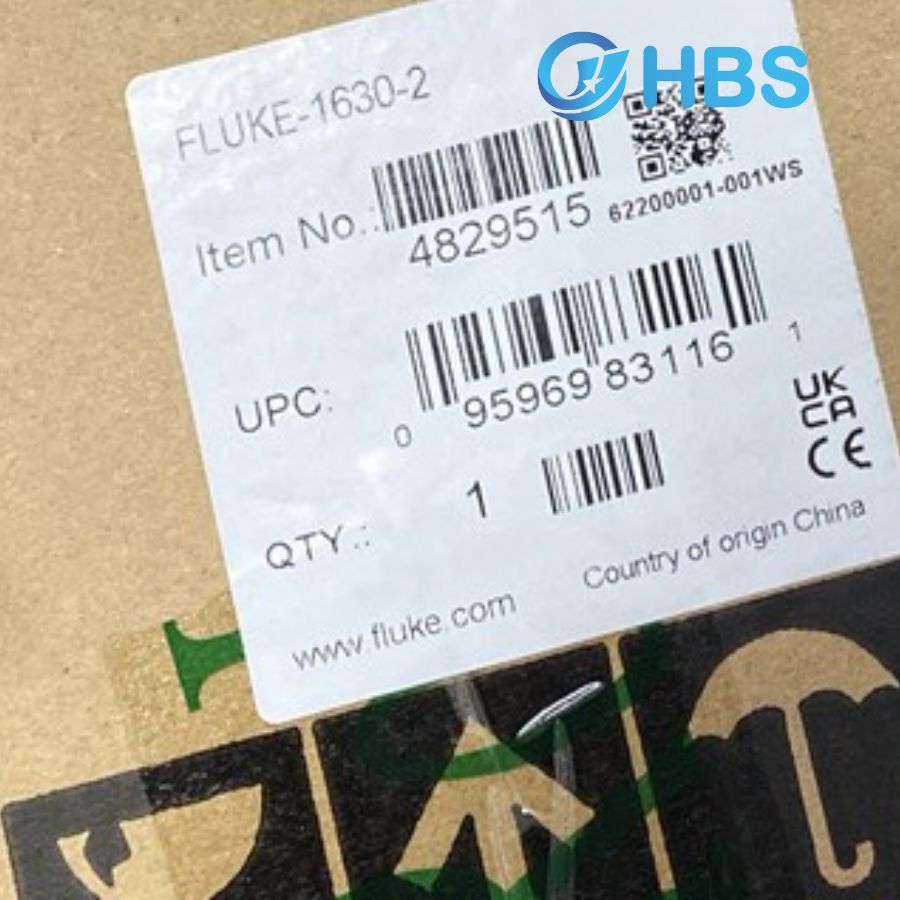 HBS
FLUKE-1630-2
Item No.:
4829515
62200001-001WS
UPC:
0 95969 83116 1
UK
CA
CE
QTY.: 1
Country of origin China
www.fluke.com